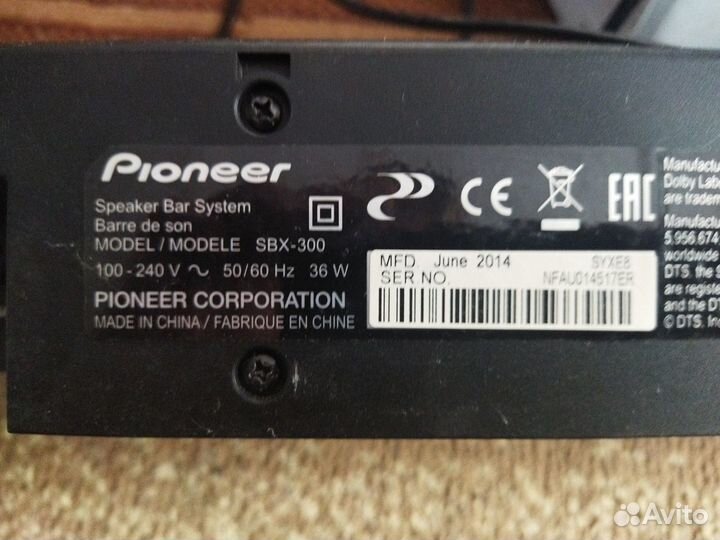 Pioneer
Speaker Bar System
Barre de son
MODEL / MODELE SBX-300
100 - 240 V ~ 50/60 Hz 36 W
PIONEER CORPORATION
MADE IN CHINA / FABRIQUE EN CHINE
CE
EAC
MFD June 2014 SYXE8
SER NO. NFAU014517ER
Manufactu
Dolby Lab
are tradem
Manufactu
5.956.674
worldwide
DTS, the S
are registe
and the DT
© DTS, Inc
Avito